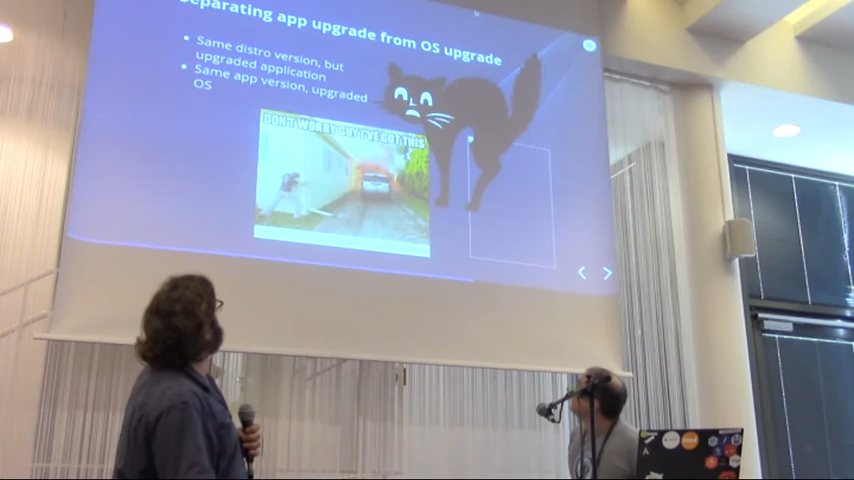 Separating app upgrade from OS upgrade
Same distro version, but
upgraded application
Same app version, upgraded
OS
DON'T WORRY GUY I'VE GOT THIS